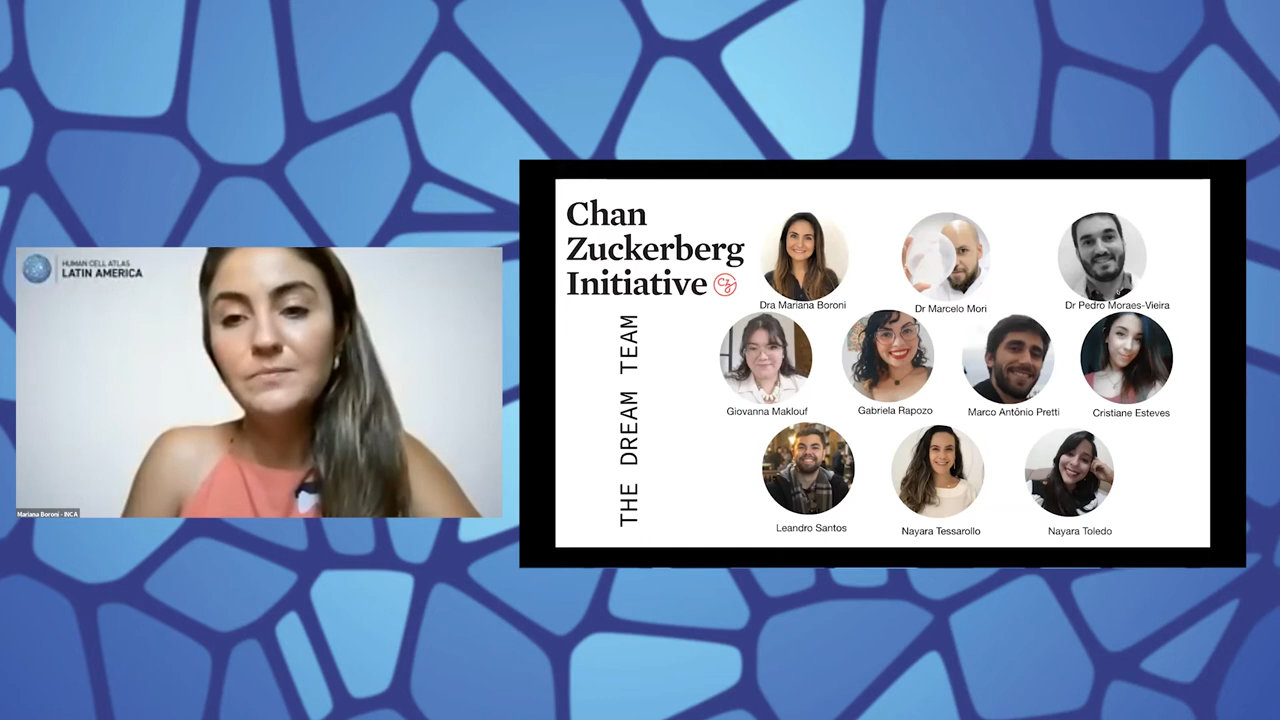 HUMAN CELL ATLAS
LATIN AMERICA
Mariana Boroni - INCA
Chan
Zuckerberg
Initiative
CZI
THE DREAM TEAM
Dra Mariana Boroni
Dr Marcelo Mori
Dr Pedro Moraes-Vieira
Giovanna Maklouf
Gabriela Rapozo
Marco Antônio Pretti
Cristiane Esteves
Leandro Santos
Nayara Tessarollo
Nayara Toledo